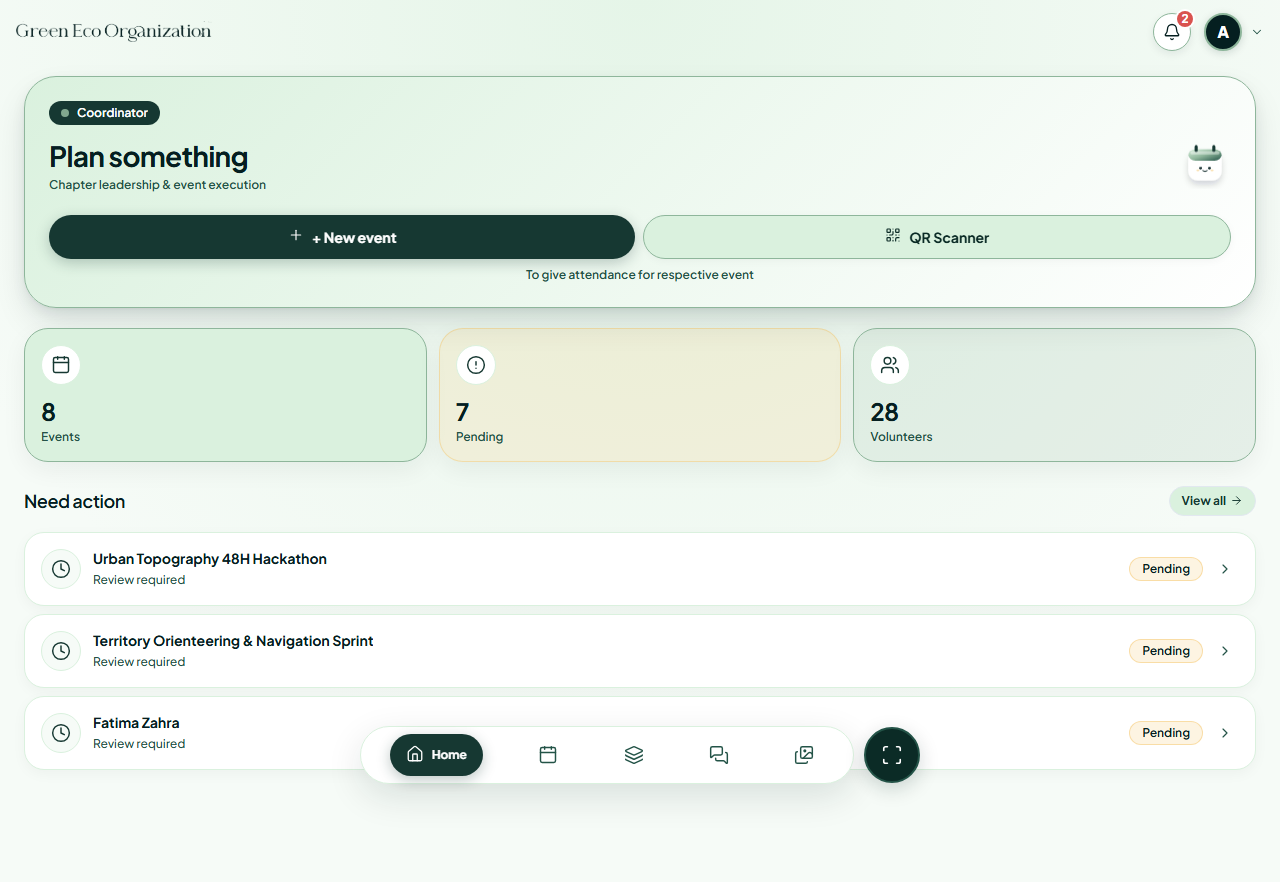 Green Eco Organization
2
A
Coordinator
Plan something
Chapter leadership & event execution
+ New event
QR Scanner
To give attendance for respective event
8
Events
7
Pending
28
Volunteers
Need action
View all →
Urban Topography 48H Hackathon
Review required
Pending
Territory Orienteering & Navigation Sprint
Review required
Pending
Fatima Zahra
Review required
Pending
Home